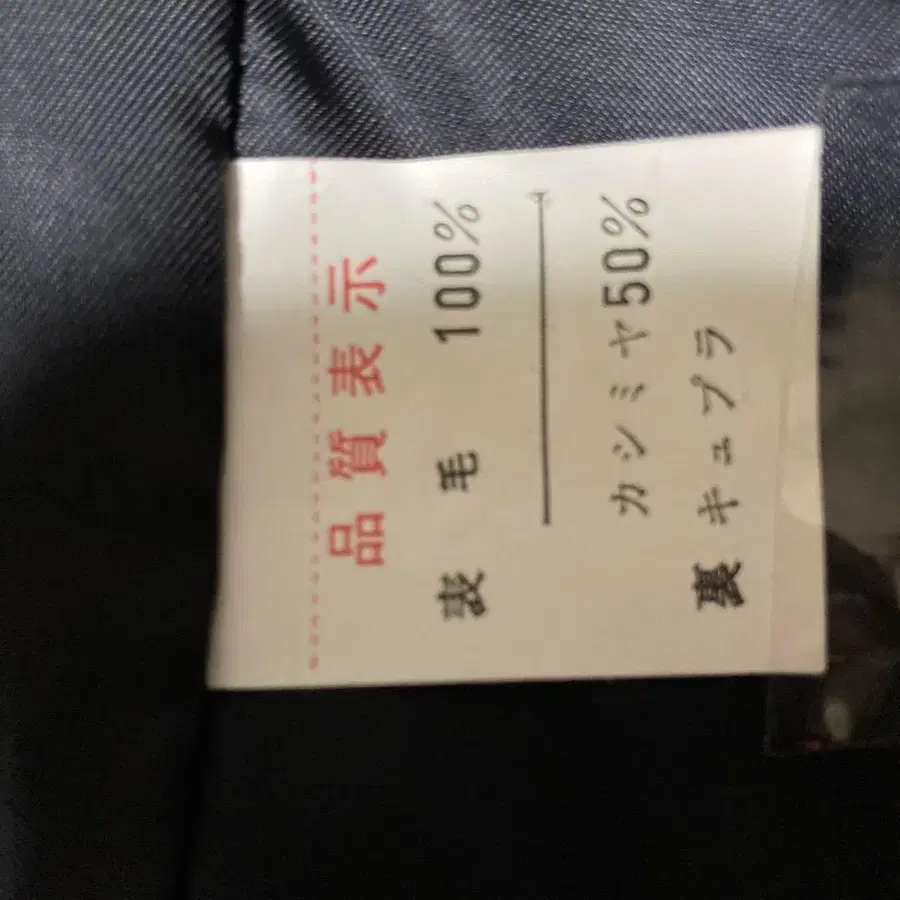 品質表示
表 毛 100%
カシミヤ50%
裏 キュプラ